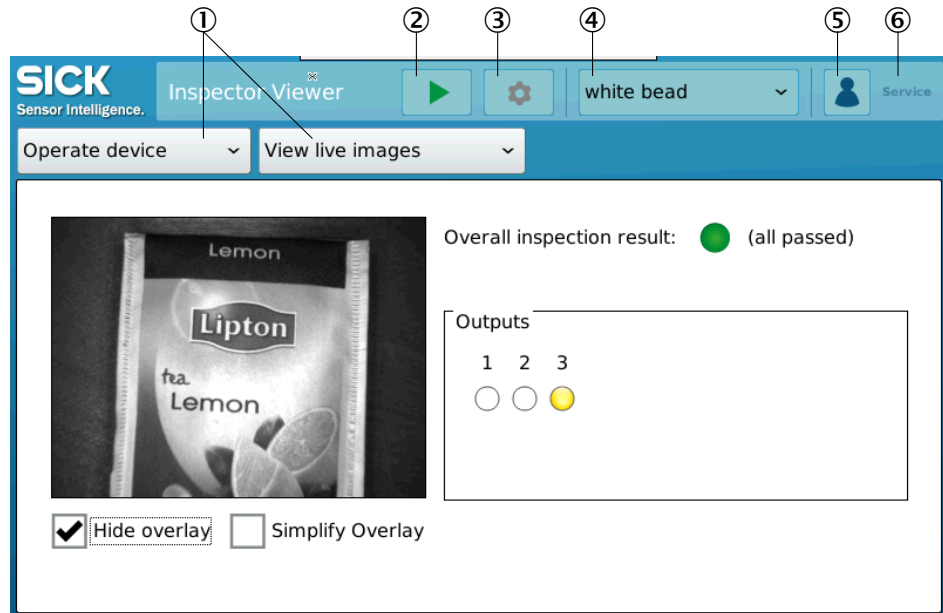 ① ② ③ ④ ⑤ ⑥
SICK
Sensor Intelligence.
Inspector Viewer
white bead
Service
Operate device
View live images
Lemon
Lipton
tea
Lemon
Overall inspection result: (all passed)
Outputs
1 2 3
Hide overlay
Simplify Overlay